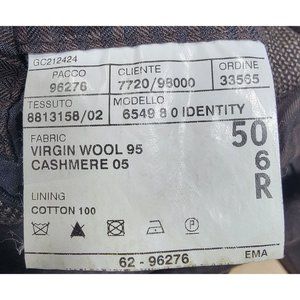 GC212424
PACCO CLIENTE ORDINE
96276 7720/98000 33565
TESSUTO MODELLO
8813158/02 6549 8 0 IDENTITY
FABRIC
VIRGIN WOOL 95
CASHMERE 05
50
6
R
LINING
COTTON 100
62 - 96276 EMA